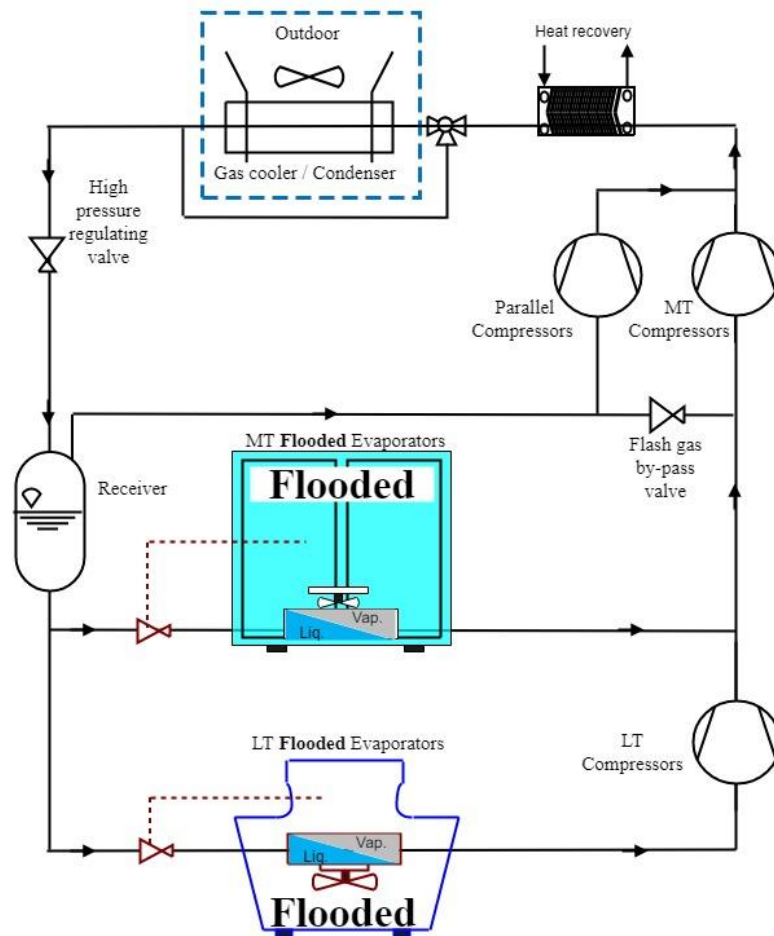 Outdoor
Heat recovery
Gas cooler / Condenser
High
pressure
regulating
valve
Parallel
Compressors
MT
Compressors
MT Flooded Evaporators
Flash gas
by-pass
valve
Receiver
Flooded
Vap.
Liq.
LT Flooded Evaporators
LT
Compressors
Vap.
Liq.
Flooded